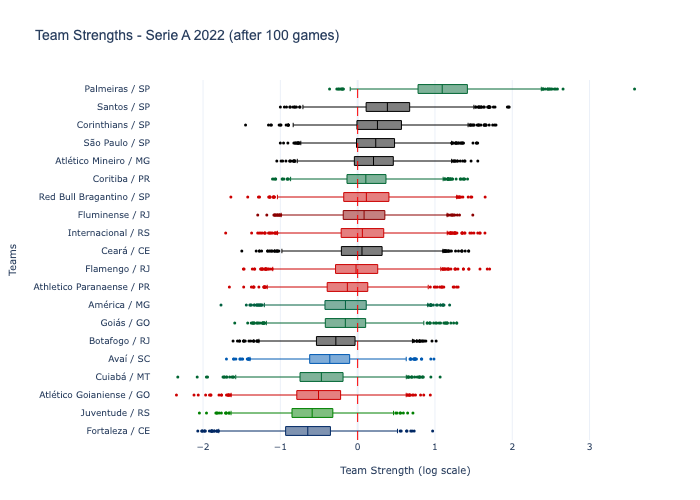 Team Strengths - Serie A 2022 (after 100 games)
Palmeiras / SP
Santos / SP
Corinthians / SP
São Paulo / SP
Atlético Mineiro / MG
Coritiba / PR
Red Bull Bragantino / SP
Fluminense / RJ
Internacional / RS
Ceará / CE
Flamengo / RJ
Athletico Paranaense / PR
América / MG
Goiás / GO
Botafogo / RJ
Avaí / SC
Cuiabá / MT
Atlético Goianiense / GO
Juventude / RS
Fortaleza / CE
Teams
−2 −1 0 1 2 3
Team Strength (log scale)